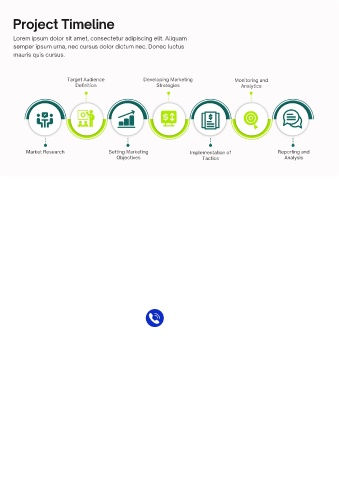 Project Timeline
Lorem ipsum dolor sit amet, consectetur adipiscing elit. Aliquam
semper ipsum urna, nec cursus dolor dictum nec. Donec luctus
mauris quis cursus.
Target Audience
Definition
Developing Marketing
Strategies
Monitoring and
Analytics
Market Research
Setting Marketing
Objectives
Implementation of
Tactics
Reporting and
Analysis